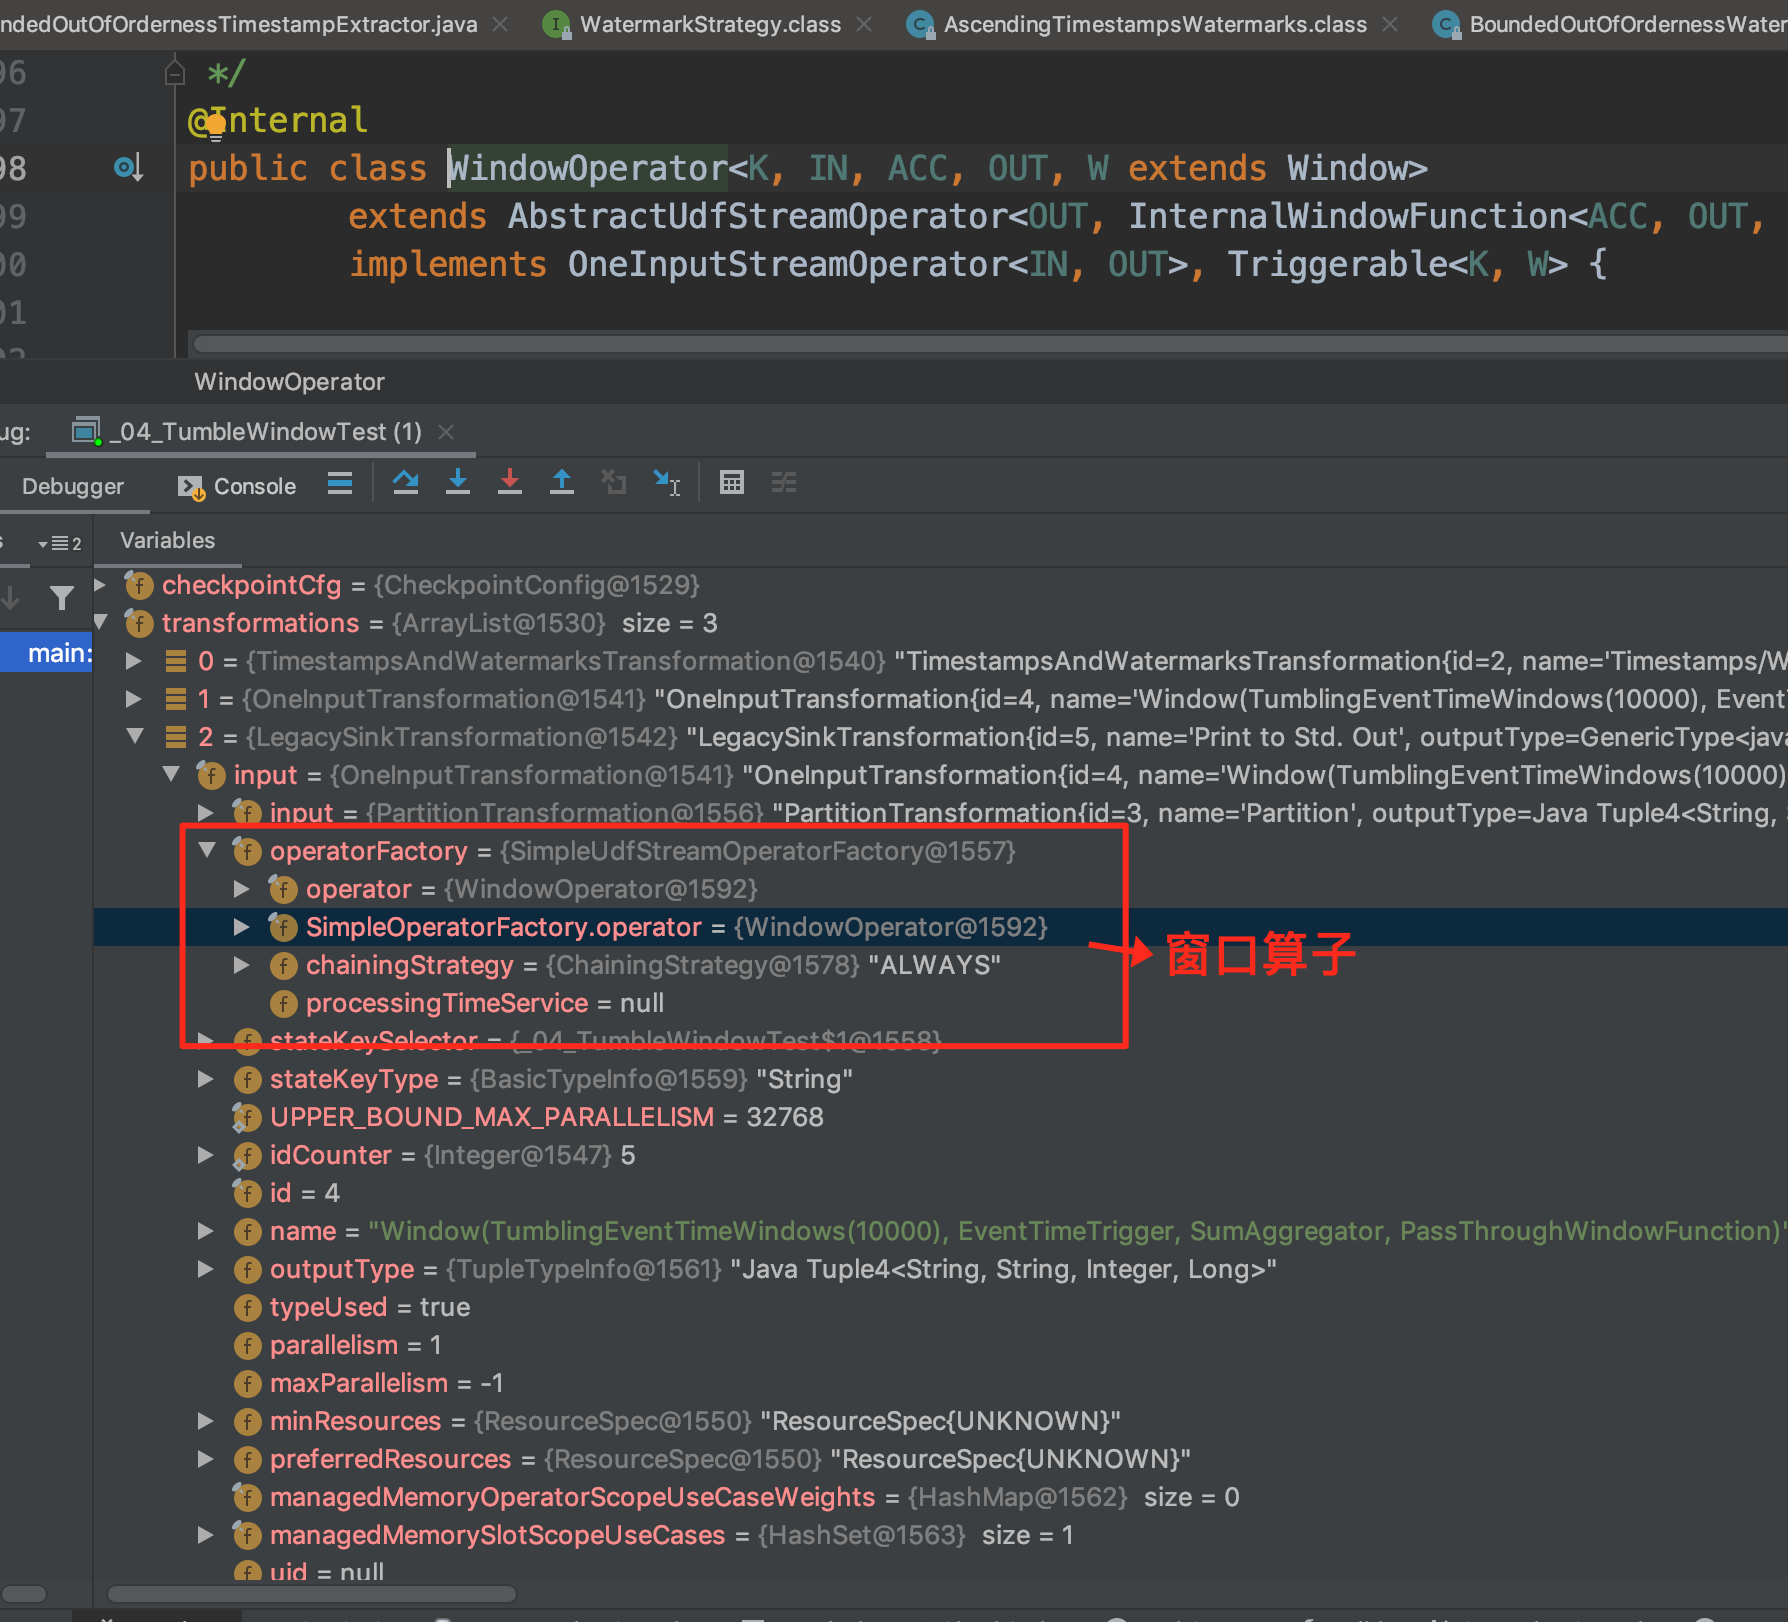 ndedOutOfOrdernessTimestampExtractor.java WatermarkStrategy.class AscendingTimestampsWatermarks.class BoundedOutOfOrdernessWater
96 */
97 @Internal
98 public class WindowOperator<K, IN, ACC, OUT, W extends Window>
99 extends AbstractUdfStreamOperator<OUT, InternalWindowFunction<ACC, OUT,
00 implements OneInputStreamOperator<IN, OUT>, Triggerable<K, W> {
01
WindowOperator
ug: _04_TumbleWindowTest (1)
Debugger Console
s 2 Variables
checkpointCfg = {CheckpointConfig@1529}
transformations = {ArrayList@1530} size = 3
main:
0 = {TimestampsAndWatermarksTransformation@1540} "TimestampsAndWatermarksTransformation{id=2, name='Timestamps/W
1 = {OneInputTransformation@1541} "OneInputTransformation{id=4, name='Window(TumblingEventTimeWindows(10000), EventT
2 = {LegacySinkTransformation@1542} "LegacySinkTransformation{id=5, name='Print to Std. Out', outputType=GenericType<java
input = {OneInputTransformation@1541} "OneInputTransformation{id=4, name='Window(TumblingEventTimeWindows(10000)
input = {PartitionTransformation@1556} "PartitionTransformation{id=3, name='Partition', outputType=Java Tuple4<String,
operatorFactory = {SimpleUdfStreamOperatorFactory@1557}
operator = {WindowOperator@1592}
SimpleOperatorFactory.operator = {WindowOperator@1592}
窗口算子
chainingStrategy = {ChainingStrategy@1578} "ALWAYS"
processingTimeService = null
stateKeySelector = {_04_TumbleWindowTest$1@1558}
stateKeyType = {BasicTypeInfo@1559} "String"
UPPER_BOUND_MAX_PARALLELISM = 32768
idCounter = {Integer@1547} 5
id = 4
name = "Window(TumblingEventTimeWindows(10000), EventTimeTrigger, SumAggregator, PassThroughWindowFunction)"
outputType = {TupleTypeInfo@1561} "Java Tuple4<String, String, Integer, Long>"
typeUsed = true
parallelism = 1
maxParallelism = -1
minResources = {ResourceSpec@1550} "ResourceSpec{UNKNOWN}"
preferredResources = {ResourceSpec@1550} "ResourceSpec{UNKNOWN}"
managedMemoryOperatorScopeUseCaseWeights = {HashMap@1562} size = 0
managedMemorySlotScopeUseCases = {HashSet@1563} size = 1
uid = null